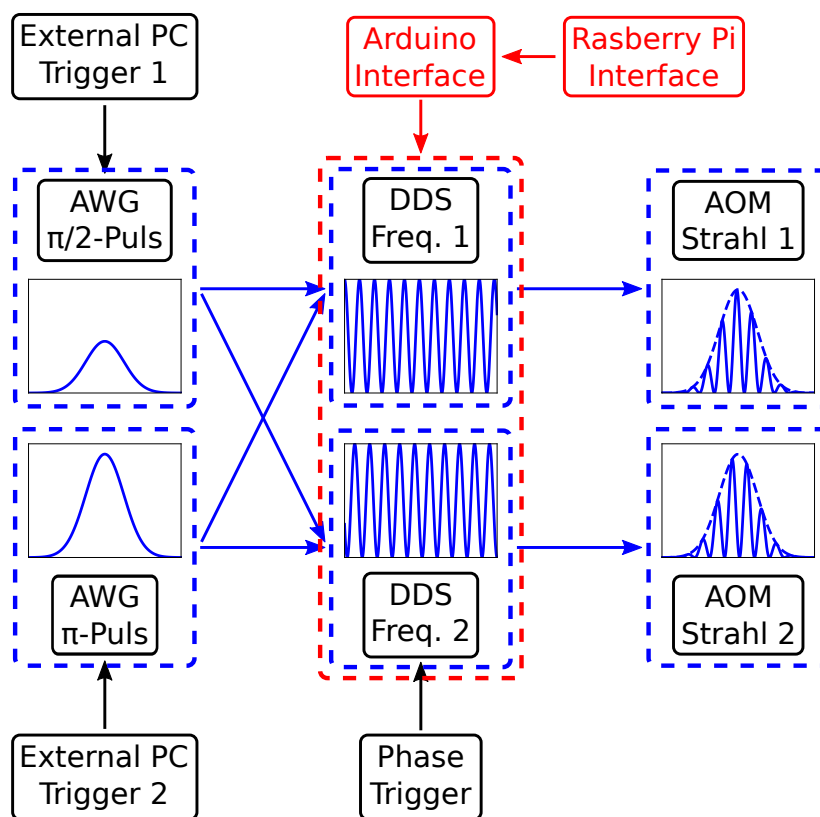 External PC
Trigger 1
Arduino
Interface
Rasberry Pi
Interface
AWG
π/2-Puls
DDS
Freq. 1
AOM
Strahl 1
AWG
π-Puls
DDS
Freq. 2
AOM
Strahl 2
External PC
Trigger 2
Phase
Trigger